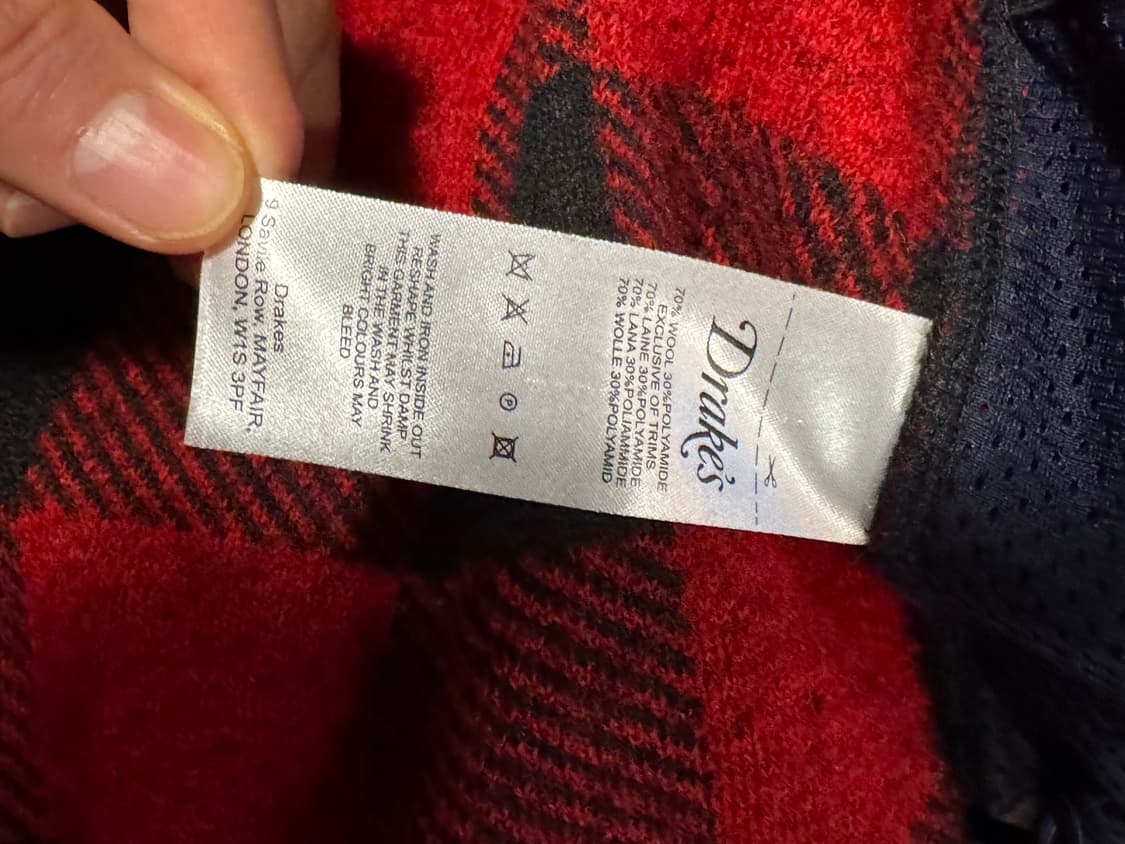 Drake's
70% WOOL 30%POLYAMIDE
EXCLUSIVE OF TRIMS
70% LAINE 30%POLYAMIDE
70% LANA 30%POLIAMMIDE
70% WOLLE 30%POLYAMID
P
WASH AND IRON INSIDE OUT
RESHAPE WHILST DAMP
THIS GARMENT MAY SHRINK
IN THE WASH AND
BRIGHT COLOURS MAY
BLEED
Drakes
9 Savile Row, MAYFAIR,
LONDON, W1S 3PF